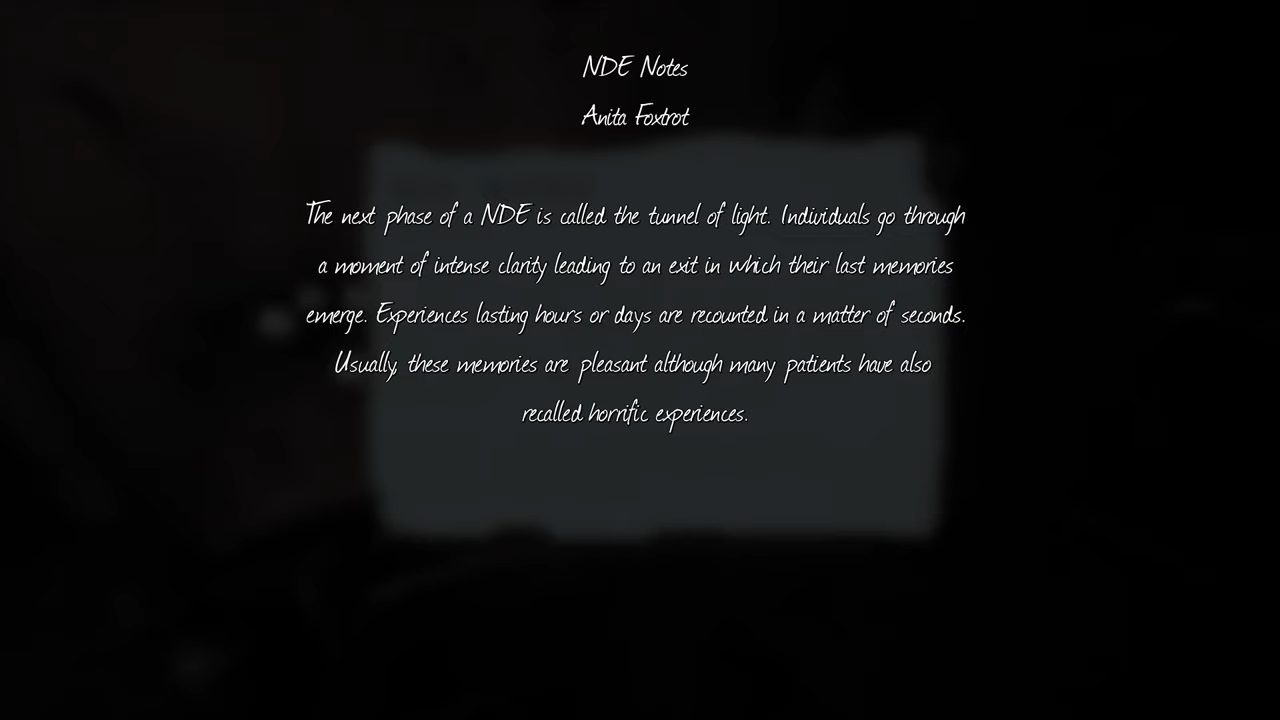 NDE Notes
Anita Foxtrot
The next phase of a NDE is called the tunnel of light. Individuals go through
a moment of intense clarity leading to an exit in which their last memories
emerge. Experiences lasting hours or days are recounted in a matter of seconds.
Usually, these memories are pleasant although many patients have also
recalled horrific experiences.